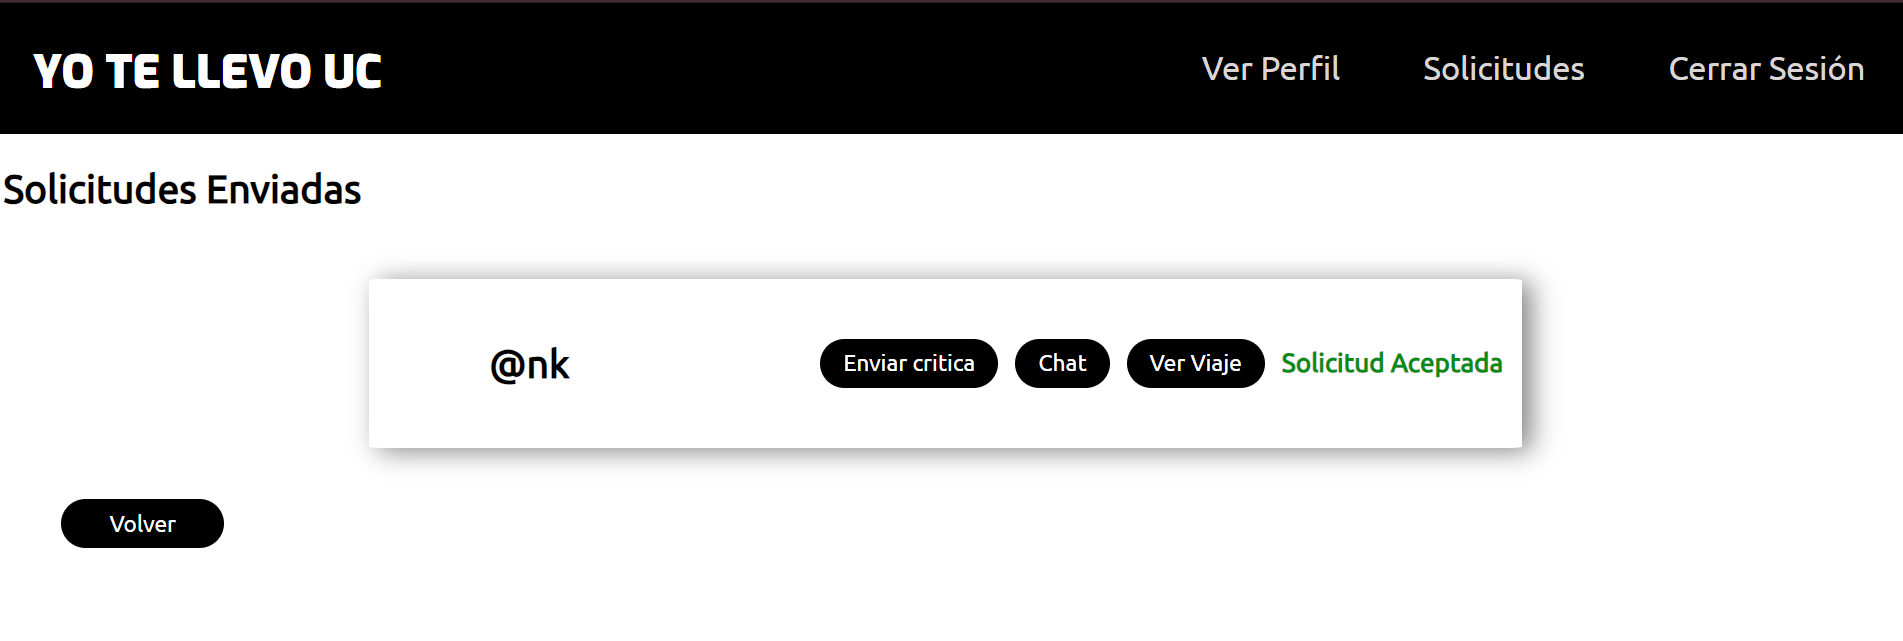 YO TE LLEVO UC
Ver Perfil Solicitudes Cerrar Sesión
Solicitudes Enviadas
@nk
Enviar critica Chat Ver Viaje Solicitud Aceptada
Volver